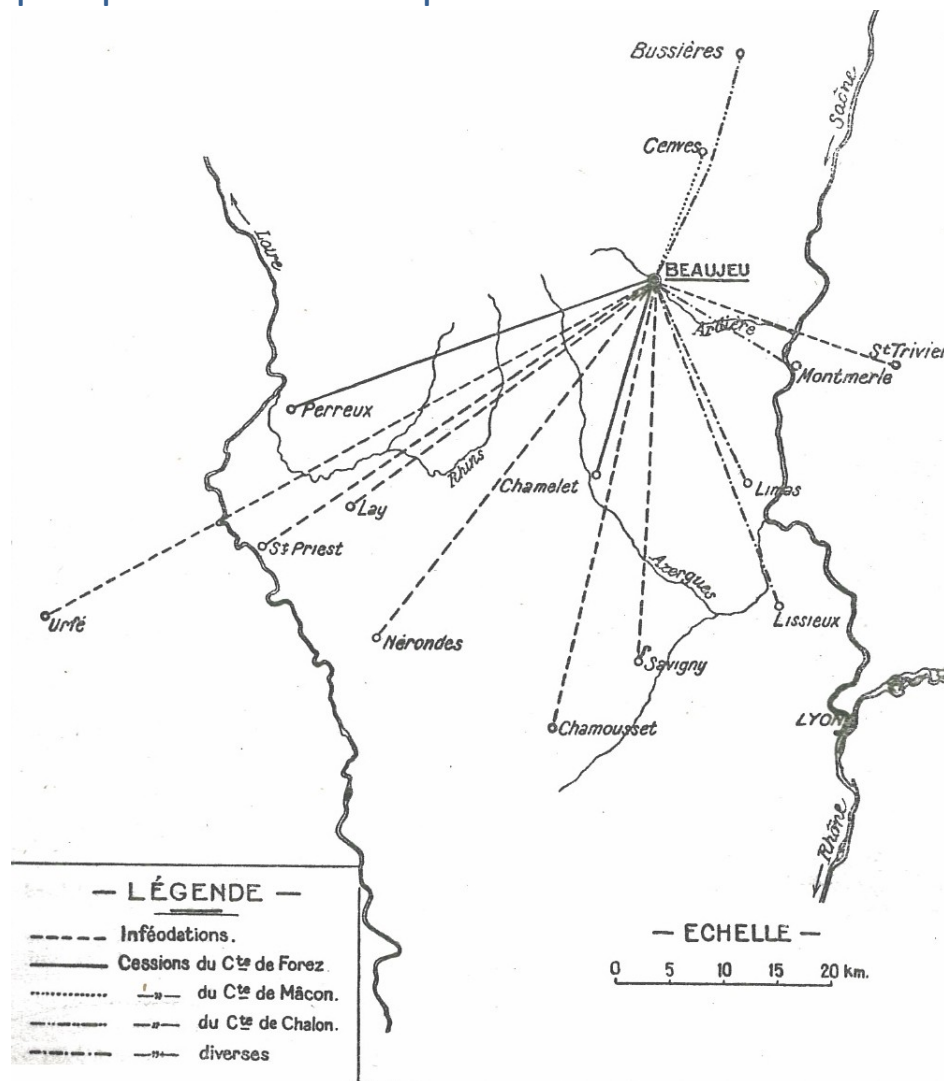 Bussières
Saône
Cenves
Loire
BEAUJEU
Ardière
St Trivier
Montmerle
Perreux
Rhins
Chamelet
Limas
Lay
St Priest
Azergues
Lissieux
Urfé
Nérondes
Savigny
LYON
Chamousset
Rhône
— LÉGENDE —
Inféodations.
Cessions du Cte de Forez
—»— du Cte de Mâcon.
—»— du Cte de Chalon.
—»— diverses
— ECHELLE —
0 5 10 15 20 km.